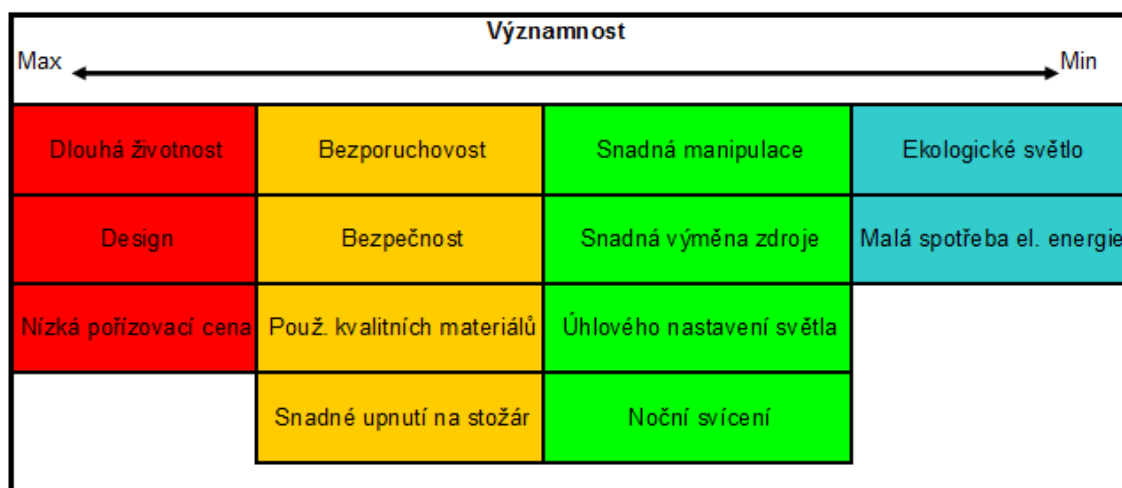 Významnost
Max
Min
Dlouhá životnost
Bezporuchovost
Snadná manipulace
Ekologické světlo
Design
Bezpečnost
Snadná výměna zdroje
Malá spotřeba el. energie
Nízká pořízovací cena
Použ. kvalitních materiálů
Úhlového nastavení světla
Snadné upnutí na stožár
Noční svícení